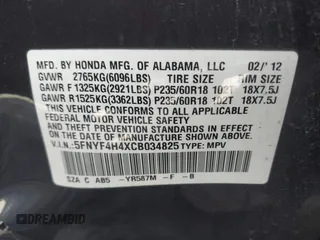 MFD. BY HONDA MFG. OF ALABAMA, LLC 02/'12
GVWR 2765KG(6096LBS) TIRE SIZE RIM SIZE
GAWR F 1325KG(2921LBS) P235/60R18 102T 18X7.5J
GAWR R1525KG(3362LBS) P235/60R18 102T 18X7.5J
THIS VEHICLE CONFORMS TO ALL APPLICABLE
FEDERAL MOTOR VEHICLE SAFETY AND THEFT
PREVENTION STANDARDS IN EFFECT ON THE
DATE OF MANUFACTURE SHOWN ABOVE.
V.I.N.:5FNYF4H4XCB034825 TYPE: MPV
SZA C AB5 -YR587M -F -B
DREAMBID